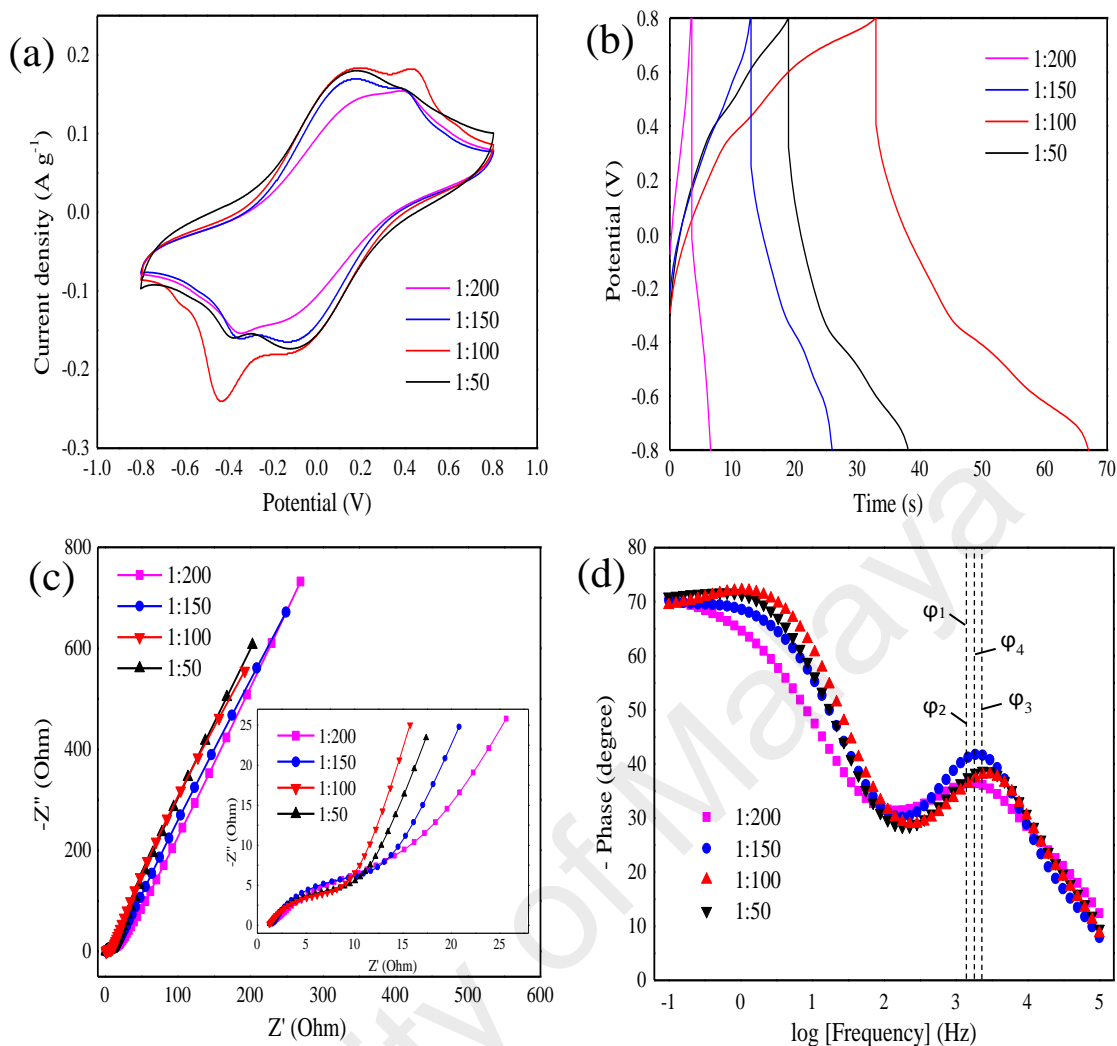 (a)
0.2
0.1
0.0
-0.1
-0.2
-0.3
Current density (A g⁻¹)
1:200
1:150
1:100
1:50
-1.0 -0.8 -0.6 -0.4 -0.2 0.0 0.2 0.4 0.6 0.8 1.0
Potential (V)
(b)
0.8
0.6
0.4
0.2
0.0
-0.2
-0.4
-0.6
-0.8
Potential (V)
1:200
1:150
1:100
1:50
0 10 20 30 40 50 60 70
Time (s)
(c)
800
600
400
200
0
-Z'' (Ohm)
1:200
1:150
1:100
1:50
25
20
15
10
5
0
-Z'' (Ohm)
1:200
1:150
1:100
1:50
0 5 10 15 20 25
Z' (Ohm)
0 100 200 300 400 500 600
Z' (Ohm)
(d)
80
70
60
50
40
30
20
10
0
- Phase (degree)
φ1
φ4
φ2
φ3
1:200
1:150
1:100
1:50
-1 0 1 2 3 4 5
log [Frequency] (Hz)
ity of Malaya